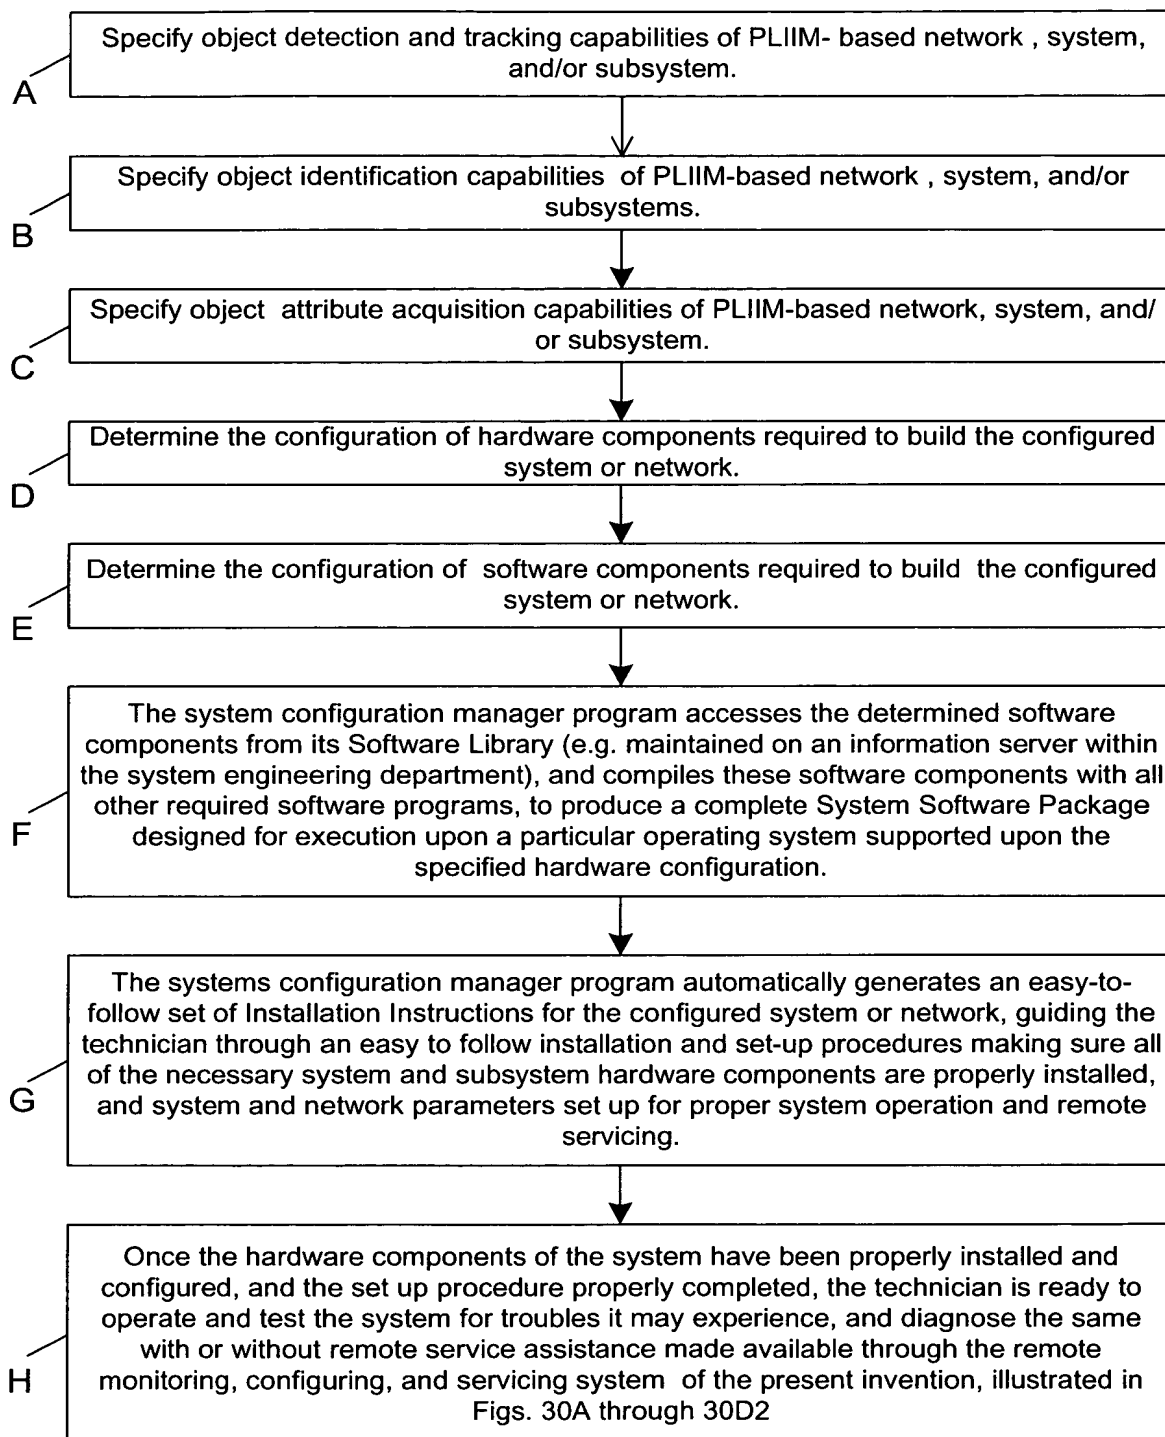 Specify object detection and tracking capabilities of PLIIM- based network , system,
and/or subsystem.
A
Specify object identification capabilities of PLIIM-based network , system, and/or
subsystems.
B
Specify object attribute acquisition capabilities of PLIIM-based network, system, and/
or subsystem.
C
Determine the configuration of hardware components required to build the configured
system or network.
D
Determine the configuration of software components required to build the configured
system or network.
E
The system configuration manager program accesses the determined software
components from its Software Library (e.g. maintained on an information server within
the system engineering department), and compiles these software components with all
other required software programs, to produce a complete System Software Package
designed for execution upon a particular operating system supported upon the
specified hardware configuration.
F
The systems configuration manager program automatically generates an easy-to-
follow set of Installation Instructions for the configured system or network, guiding the
technician through an easy to follow installation and set-up procedures making sure all
of the necessary system and subsystem hardware components are properly installed,
and system and network parameters set up for proper system operation and remote
servicing.
G
Once the hardware components of the system have been properly installed and
configured, and the set up procedure properly completed, the technician is ready to
operate and test the system for troubles it may experience, and diagnose the same
with or without remote service assistance made available through the remote
monitoring, configuring, and servicing system of the present invention, illustrated in
Figs. 30A through 30D2
H